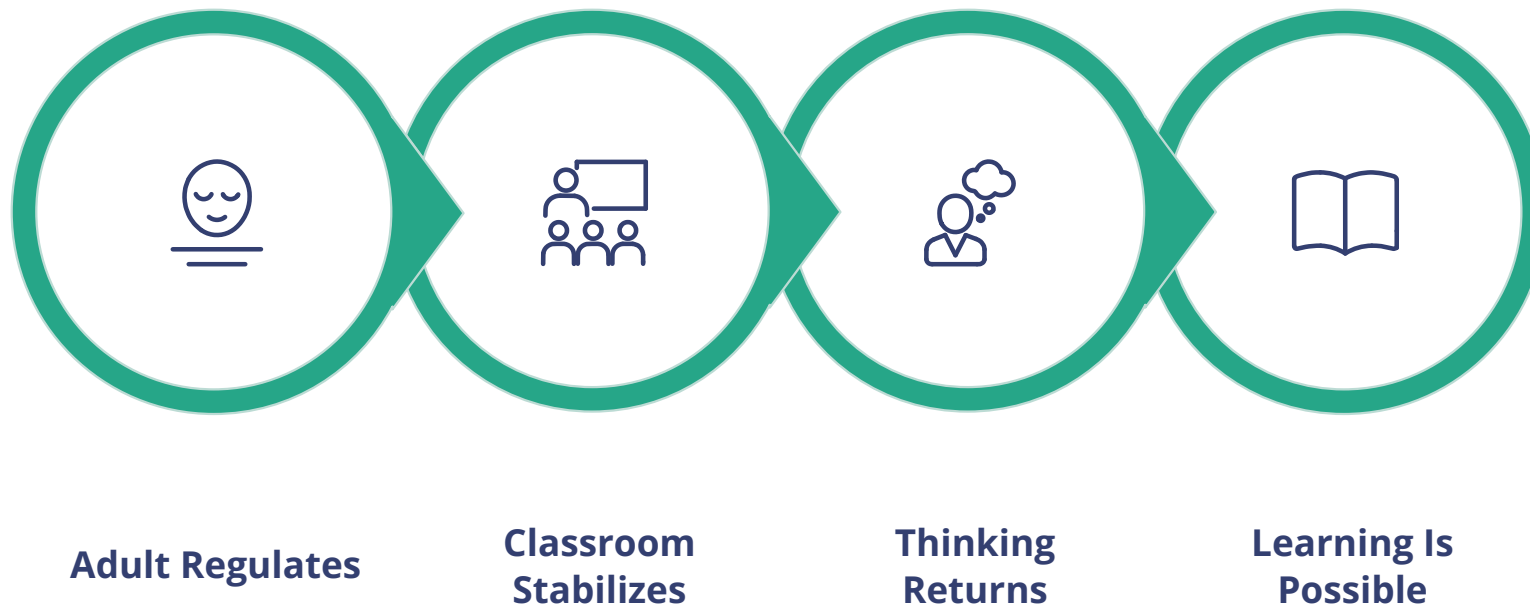 Adult Regulates
Classroom
Stabilizes
Thinking
Returns
Learning Is
Possible